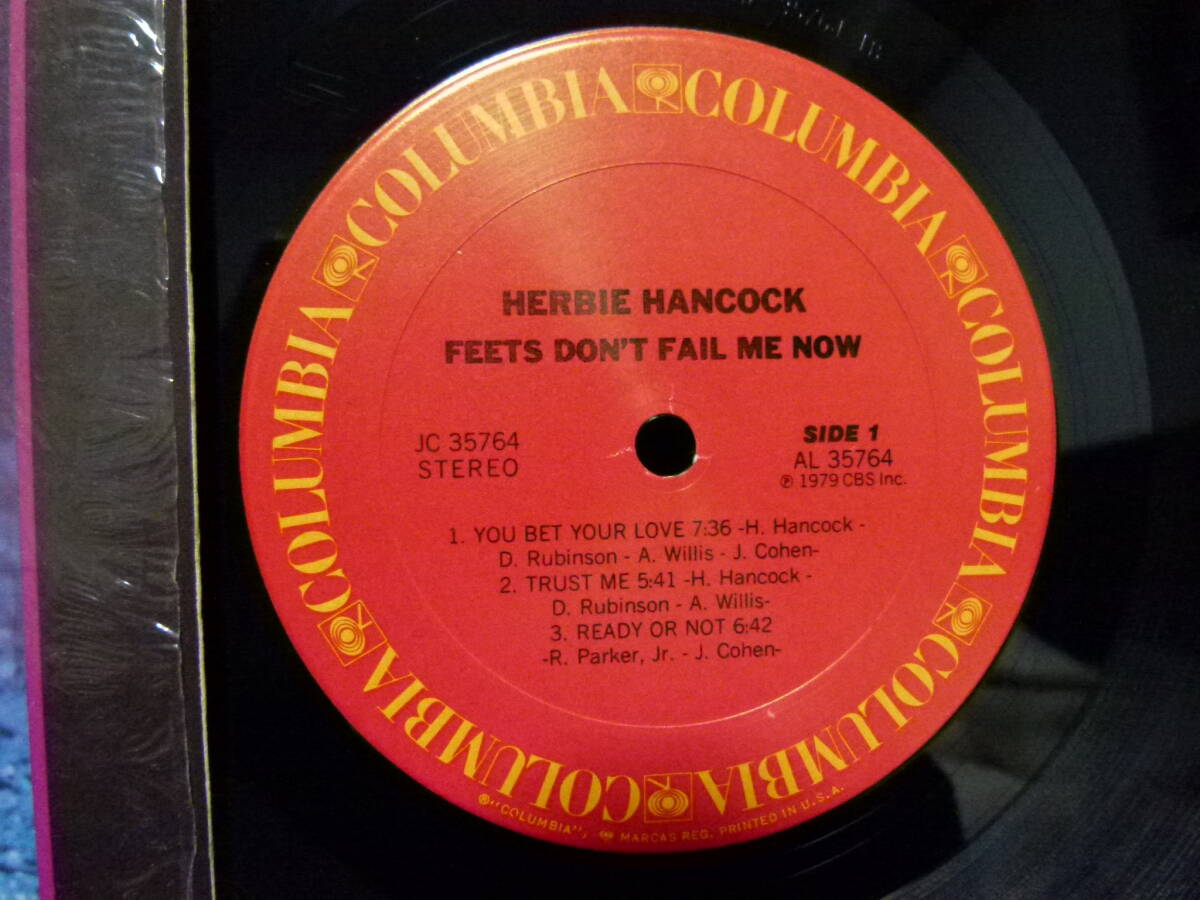 COLUMBIA COLUMBIA COLUMBIA COLUMBIA COLUMBIA COLUMBIA COLUMBIA COLUMBIA
HERBIE HANCOCK
FEETS DON'T FAIL ME NOW
JC 35764
STEREO
SIDE 1
AL 35764
℗ 1979 CBS Inc.
1. YOU BET YOUR LOVE 7:36 -H. Hancock -
D. Rubinson - A. Willis - J. Cohen-
2. TRUST ME 5:41 -H. Hancock -
D. Rubinson - A. Willis-
3. READY OR NOT 6:42
-R. Parker, Jr. - J. Cohen-
®"COLUMBIA", MARCAS REG. PRINTED IN U.S.A.